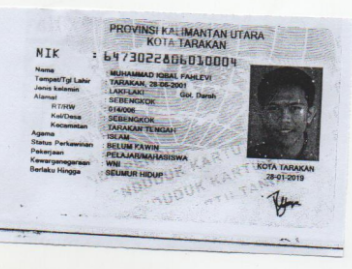 PROVINSI KALIMANTAN UTARA
KOTA TARAKAN
NIK : 6473022806010004
Nama : MUHAMMAD IQBAL FAHLEVI
Tempat/Tgl Lahir : TARAKAN, 28-06-2001
Jenis kelamin : LAKI-LAKI Gol. Darah
Alamat : SEBENGKOK
RT/RW : 014/006
Kel/Desa : SEBENGKOK
Kecamatan : TARAKAN TENGAH
Agama : ISLAM
Status Perkawinan : BELUM KAWIN
Pekerjaan : PELAJAR/MAHASISWA
Kewarganegaraan : WNI
Berlaku Hingga : SEUMUR HIDUP
KOTA TARAKAN
28-01-2019